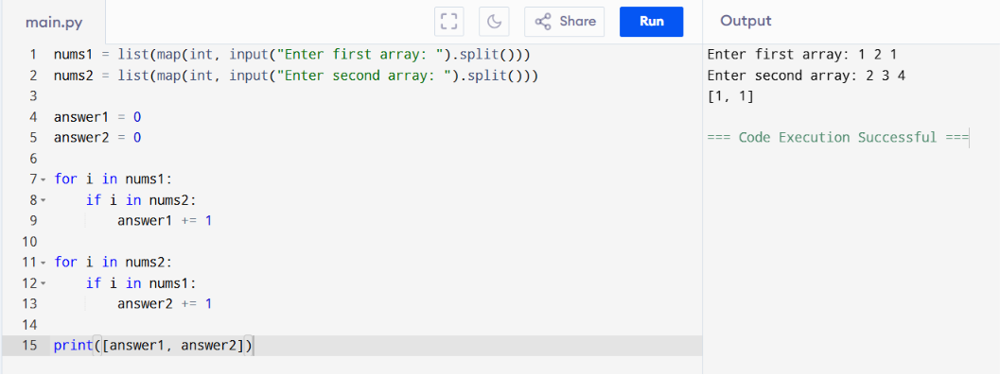 main.py
Share
Run
Output
1 nums1 = list(map(int, input("Enter first array: ").split()))
2 nums2 = list(map(int, input("Enter second array: ").split()))
3
4 answer1 = 0
5 answer2 = 0
6
7 for i in nums1:
8     if i in nums2:
9         answer1 += 1
10
11 for i in nums2:
12     if i in nums1:
13         answer2 += 1
14
15 print([answer1, answer2])
Enter first array: 1 2 1
Enter second array: 2 3 4
[1, 1]
=== Code Execution Successful ===